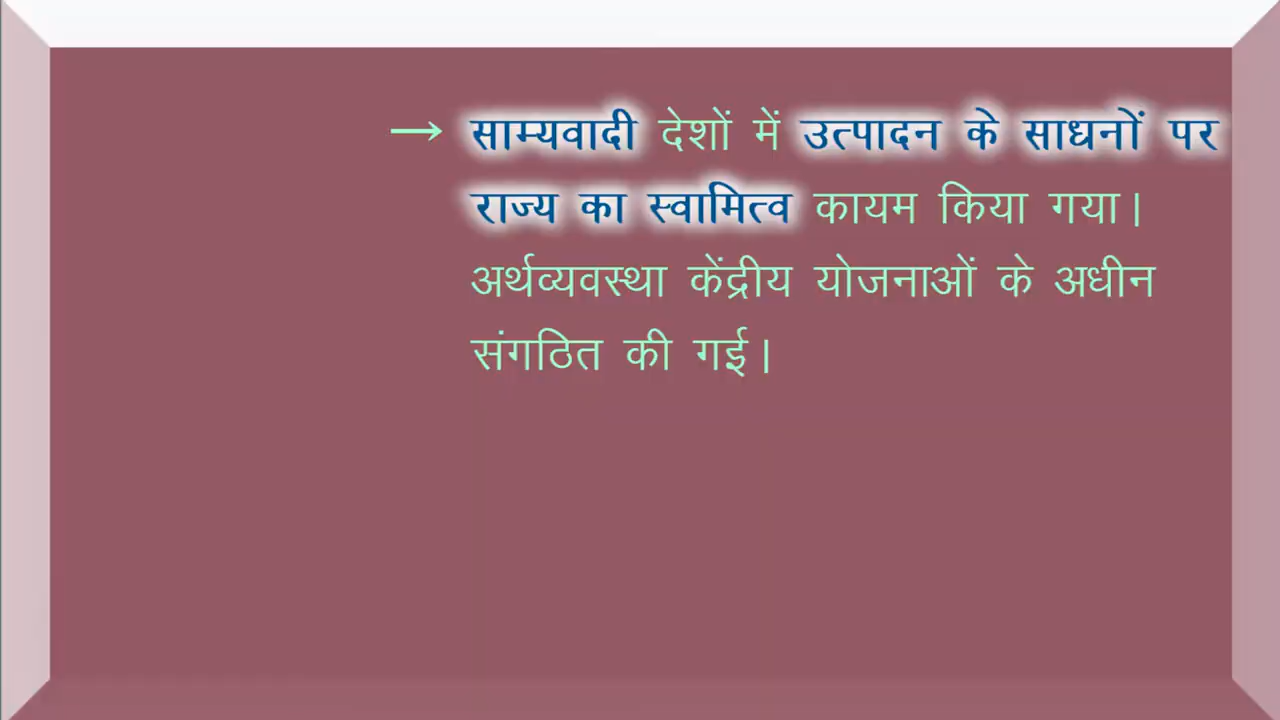 → साम्यवादी देशों में उत्पादन के साधनों पर
राज्य का स्वामित्व कायम किया गया।
अर्थव्यवस्था केंद्रीय योजनाओं के अधीन
संगठित की गई।